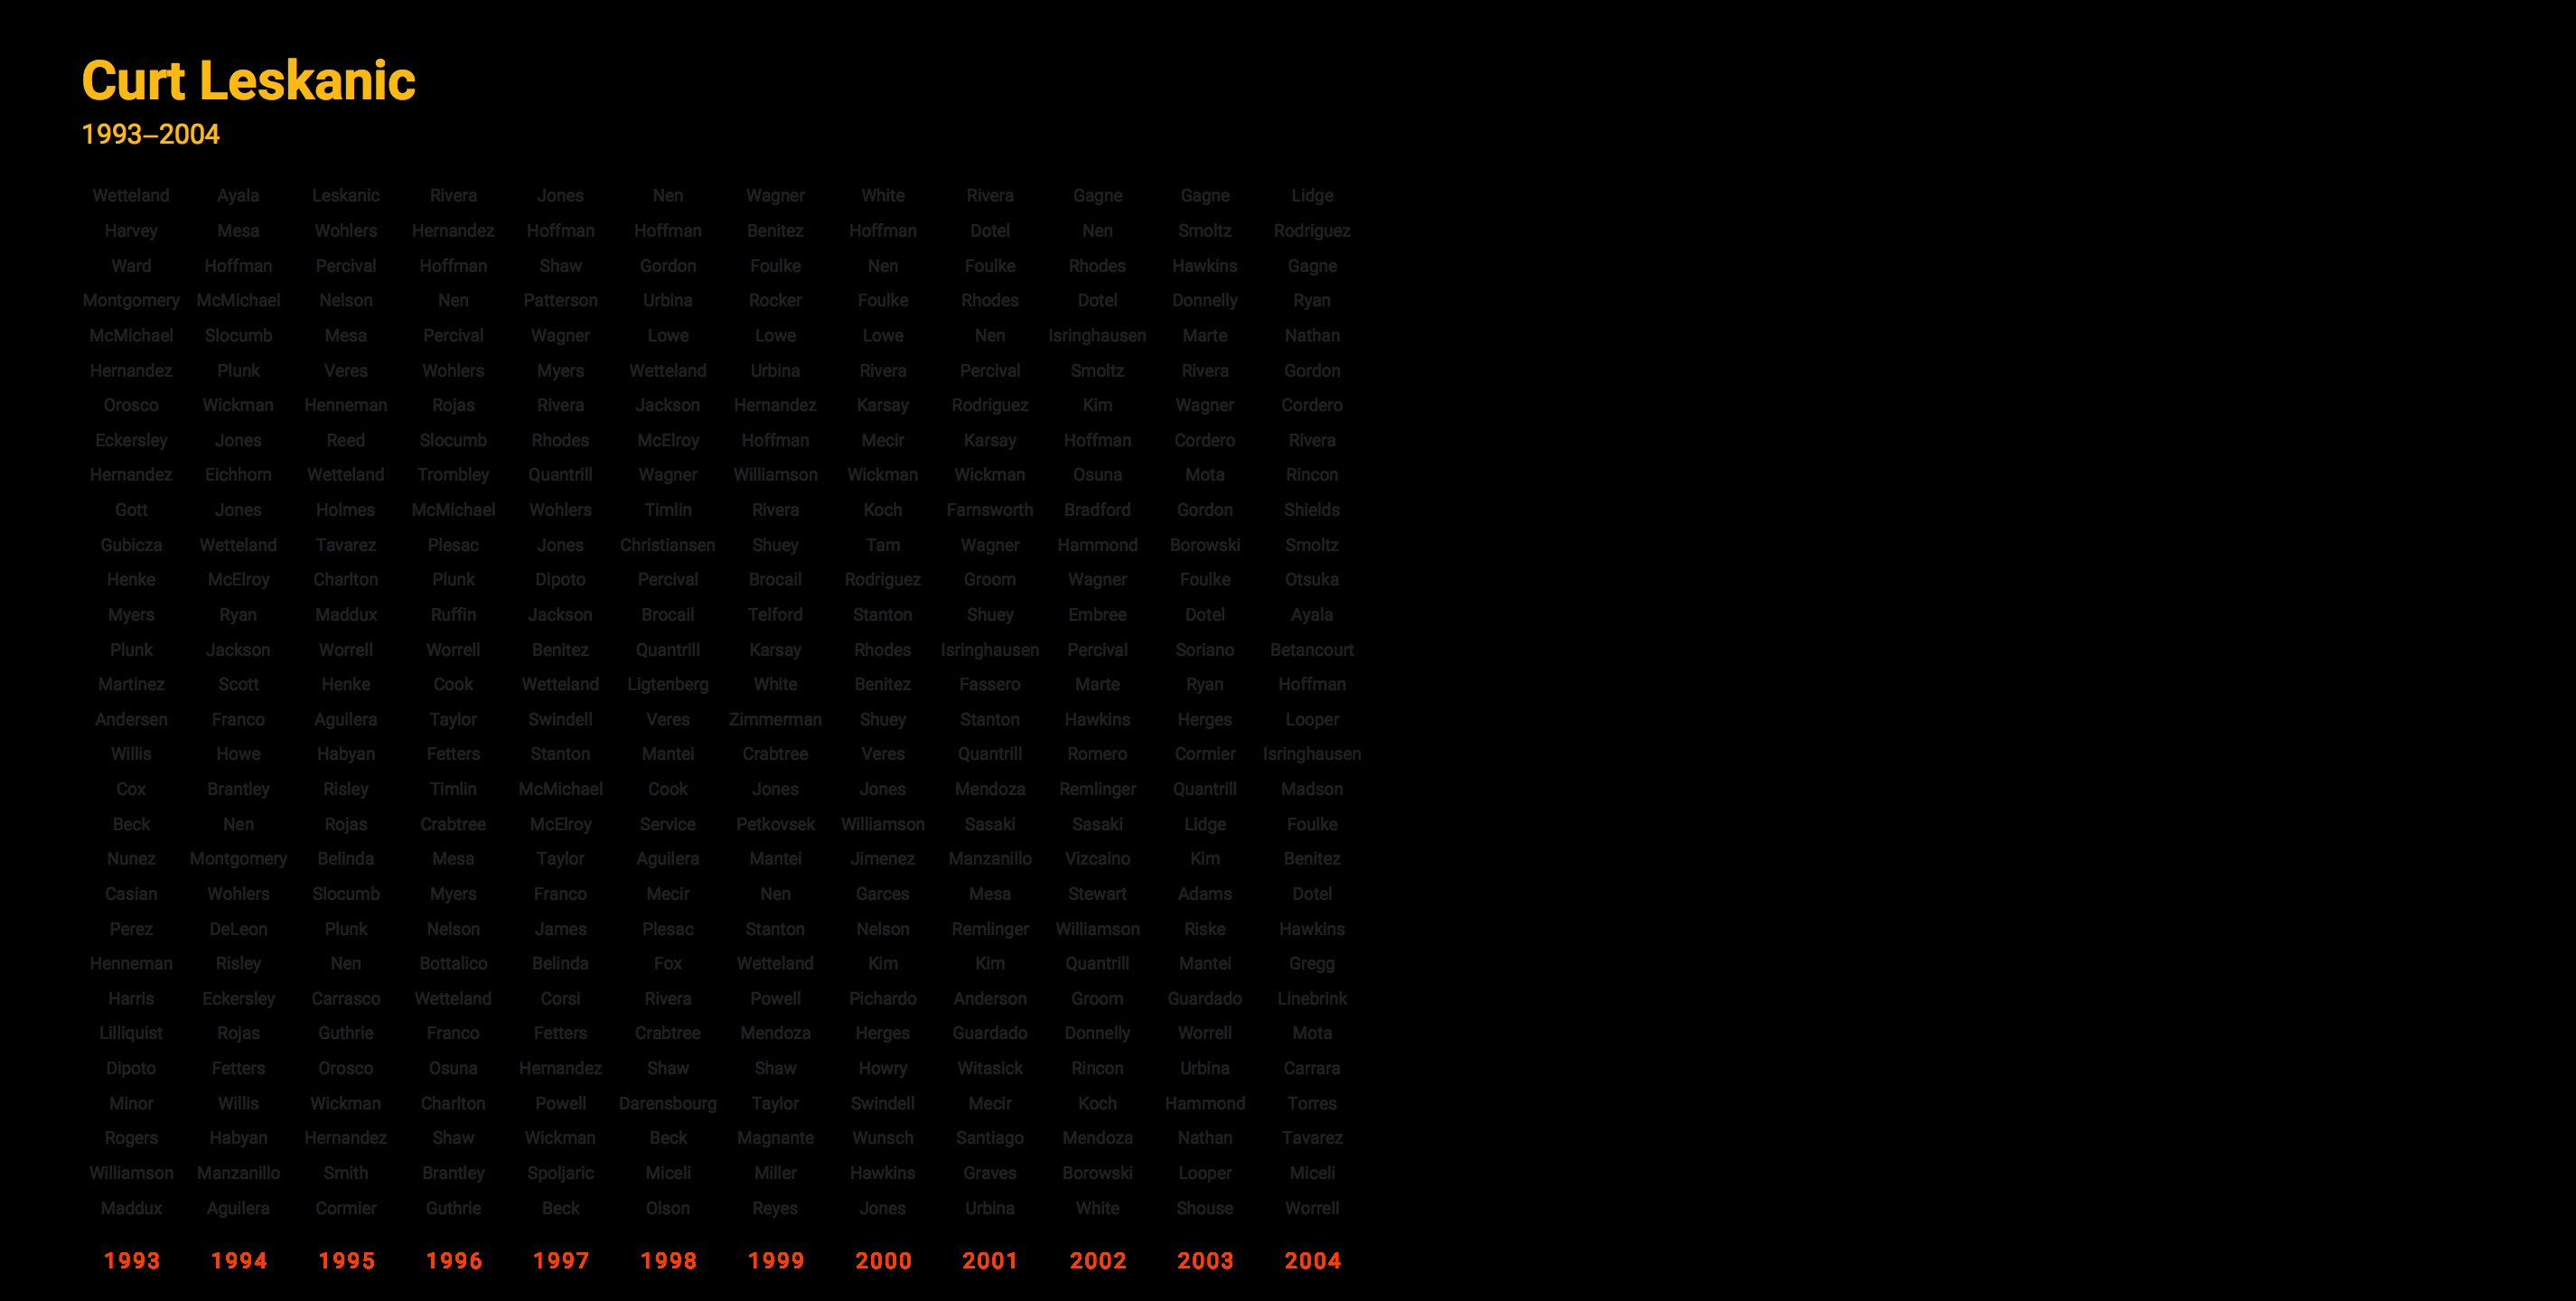 Curt Leskanic
1993–2004
Wetteland Ayala Leskanic Rivera Jones Nen Wagner White Rivera Gagne Gagne Lidge
Harvey Mesa Wohlers Hernandez Hoffman Hoffman Benitez Hoffman Dotel Nen Smoltz Rodriguez
Ward Hoffman Percival Hoffman Shaw Gordon Foulke Nen Foulke Rhodes Hawkins Gagne
Montgomery McMichael Nelson Nen Patterson Urbina Rocker Foulke Rhodes Dotel Donnelly Ryan
McMichael Slocumb Mesa Percival Wagner Lowe Lowe Lowe Nen Isringhausen Marte Nathan
Hernandez Plunk Veres Wohlers Myers Wetteland Urbina Rivera Percival Smoltz Rivera Gordon
Orosco Wickman Henneman Rojas Rivera Jackson Hernandez Karsay Rodriguez Kim Wagner Cordero
Eckersley Jones Reed Slocumb Rhodes McElroy Hoffman Mecir Karsay Hoffman Cordero Rivera
Hernandez Eichhorn Wetteland Trombley Quantrill Wagner Williamson Wickman Wickman Osuna Mota Rincon
Gott Jones Holmes McMichael Wohlers Timlin Rivera Koch Farnsworth Bradford Gordon Shields
Gubicza Wetteland Tavarez Plesac Jones Christiansen Shuey Tam Wagner Hammond Borowski Smoltz
Henke McElroy Charlton Plunk Dipoto Percival Brocail Rodriguez Groom Wagner Foulke Otsuka
Myers Ryan Maddux Ruffin Jackson Brocail Telford Stanton Shuey Embree Dotel Ayala
Plunk Jackson Worrell Worrell Benitez Quantrill Karsay Rhodes Isringhausen Percival Soriano Betancourt
Martinez Scott Henke Cook Wetteland Ligtenberg White Benitez Fassero Marte Ryan Hoffman
Andersen Franco Aguilera Taylor Swindell Veres Zimmerman Shuey Stanton Hawkins Herges Looper
Willis Howe Habyan Fetters Stanton Mantei Crabtree Veres Quantrill Romero Cormier Isringhausen
Cox Brantley Risley Timlin McMichael Cook Jones Jones Mendoza Remlinger Quantrill Madson
Beck Nen Rojas Crabtree McElroy Service Petkovsek Williamson Sasaki Sasaki Lidge Foulke
Nunez Montgomery Belinda Mesa Taylor Aguilera Mantei Jimenez Manzanillo Vizcaino Kim Benitez
Casian Wohlers Slocumb Myers Franco Mecir Nen Garces Mesa Stewart Adams Dotel
Perez DeLeon Plunk Nelson James Plesac Stanton Nelson Remlinger Williamson Riske Hawkins
Henneman Risley Nen Bottalico Belinda Fox Wetteland Kim Kim Quantrill Mantei Gregg
Harris Eckersley Carrasco Wetteland Corsi Rivera Powell Pichardo Anderson Groom Guardado Linebrink
Lilliquist Rojas Guthrie Franco Fetters Crabtree Mendoza Herges Guardado Donnelly Worrell Mota
Dipoto Fetters Orosco Osuna Hernandez Shaw Shaw Howry Witasick Rincon Urbina Carrara
Minor Willis Wickman Charlton Powell Darensbourg Taylor Swindell Mecir Koch Hammond Torres
Rogers Habyan Hernandez Shaw Wickman Beck Magnante Wunsch Santiago Mendoza Nathan Tavarez
Williamson Manzanillo Smith Brantley Spoljaric Miceli Miller Hawkins Graves Borowski Looper Miceli
Maddux Aguilera Cormier Guthrie Beck Olson Reyes Jones Urbina White Shouse Worrell
1993 1994 1995 1996 1997 1998 1999 2000 2001 2002 2003 2004